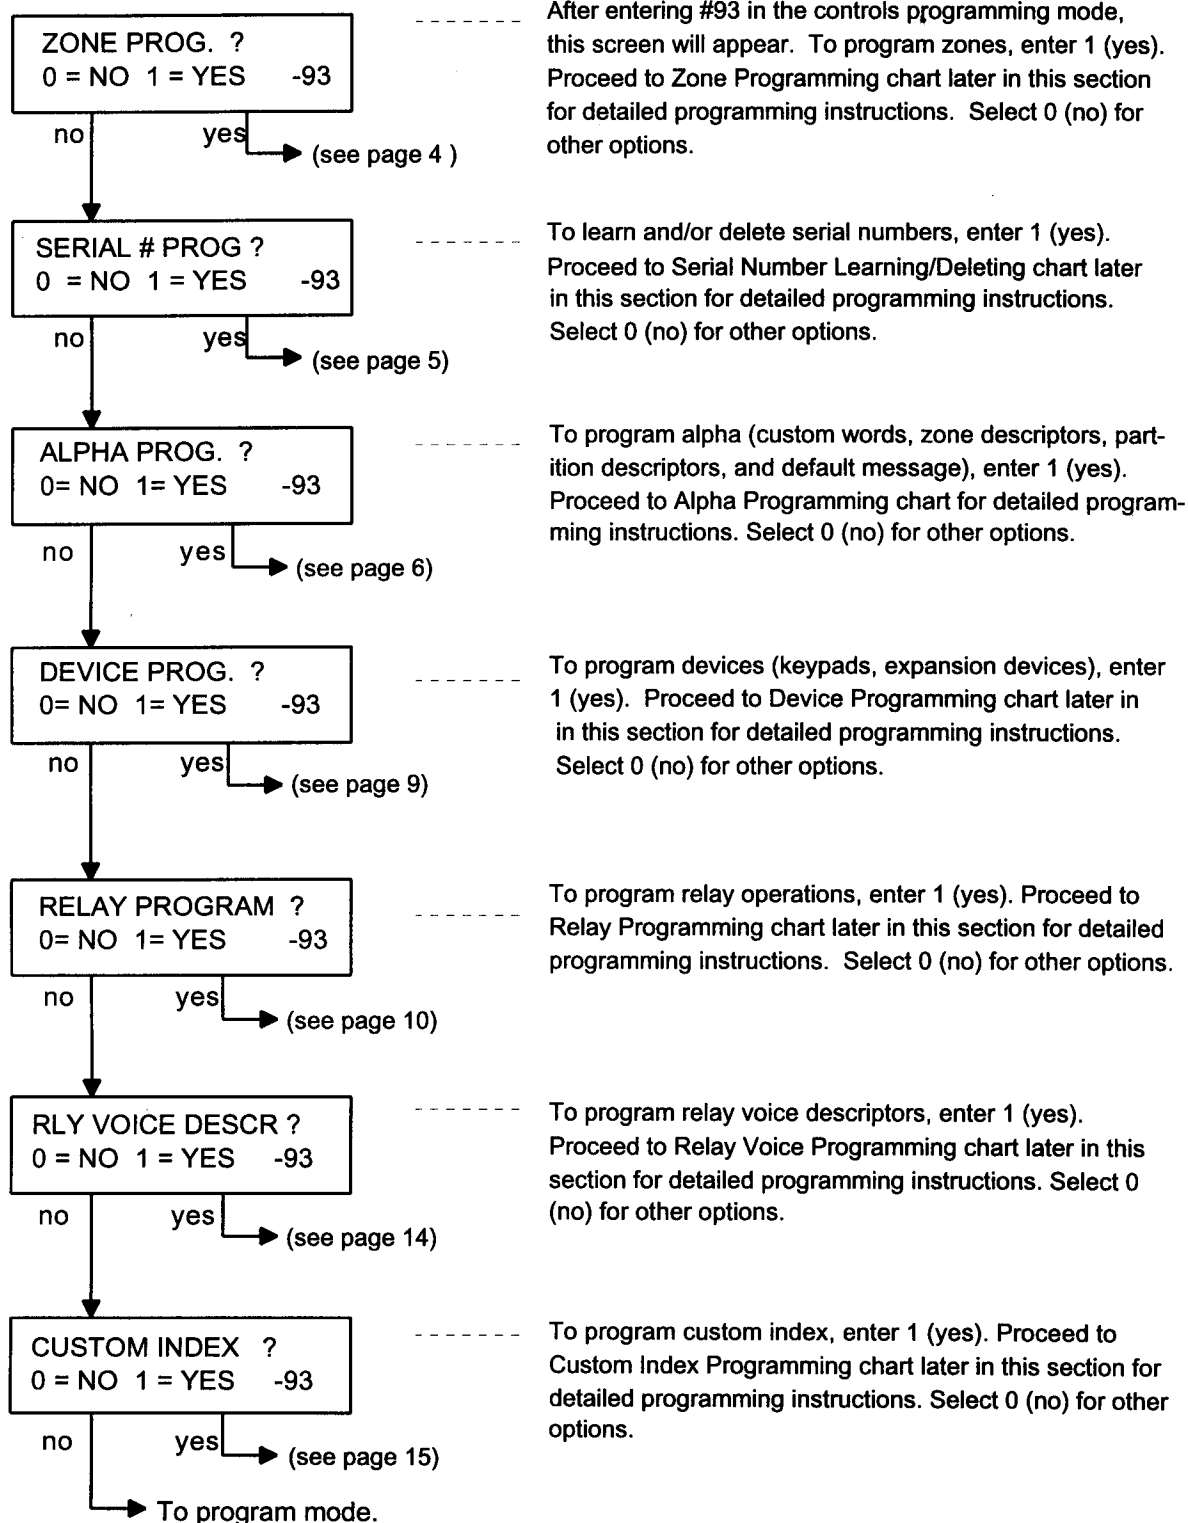 After entering #93 in the controls programming mode,
ZONE PROG. ?
this screen will appear. To program zones, enter 1 (yes).
0 = NO 1 = YES -93
Proceed to Zone Programming chart later in this section
for detailed programming instructions. Select 0 (no) for
other options.
no yes
(see page 4 )
SERIAL # PROG ?
0 = NO 1 = YES -93
To learn and/or delete serial numbers, enter 1 (yes).
Proceed to Serial Number Learning/Deleting chart later
in this section for detailed programming instructions.
Select 0 (no) for other options.
no yes
(see page 5)
ALPHA PROG. ?
0= NO 1= YES -93
To program alpha (custom words, zone descriptors, part-
ition descriptors, and default message), enter 1 (yes).
Proceed to Alpha Programming chart for detailed program-
ming instructions. Select 0 (no) for other options.
no yes
(see page 6)
DEVICE PROG. ?
0= NO 1= YES -93
To program devices (keypads, expansion devices), enter
1 (yes). Proceed to Device Programming chart later in
in this section for detailed programming instructions.
Select 0 (no) for other options.
no yes
(see page 9)
RELAY PROGRAM ?
0= NO 1= YES -93
To program relay operations, enter 1 (yes). Proceed to
Relay Programming chart later in this section for detailed
programming instructions. Select 0 (no) for other options.
no yes
(see page 10)
RLY VOICE DESCR ?
0 = NO 1 = YES -93
To program relay voice descriptors, enter 1 (yes).
Proceed to Relay Voice Programming chart later in this
section for detailed programming instructions. Select 0
(no) for other options.
no yes
(see page 14)
CUSTOM INDEX ?
0 = NO 1 = YES -93
To program custom index, enter 1 (yes). Proceed to
Custom Index Programming chart later in this section for
detailed programming instructions. Select 0 (no) for other
options.
no yes
(see page 15)
To program mode.